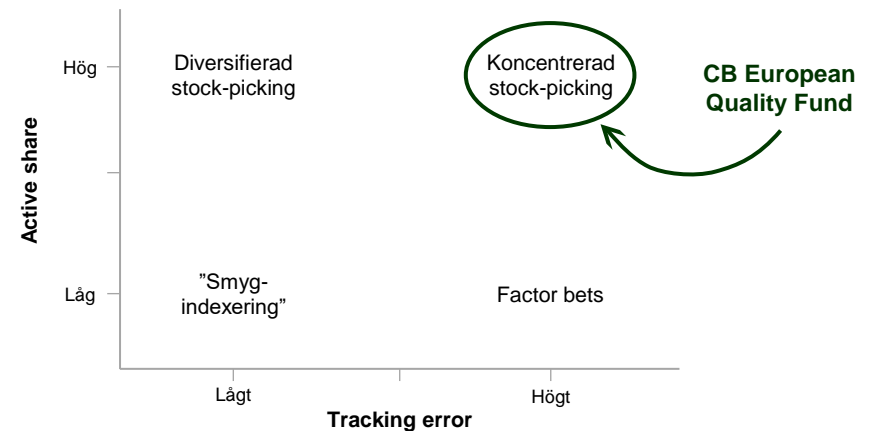 Active share
Hög
Låg
Diversifierad
stock-picking
Koncentrerad
stock-picking
CB European
Quality Fund
”Smyg-
indexering”
Factor bets
Lågt
Högt
Tracking error